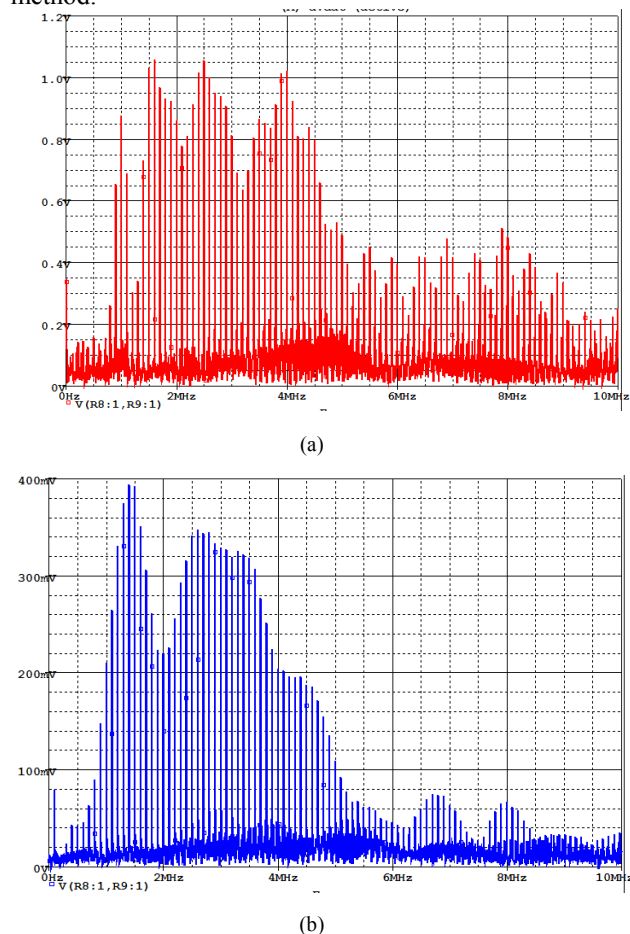 method.
1.2V
1.0V
0.8V
0.6V
0.4V
0.2V
0V
0Hz 2MHz 4MHz 6MHz 8MHz 10MHz
V(R8:1,R9:1)
(a)
400mV
300mV
200mV
100mV
0V
0Hz 2MHz 4MHz 6MHz 8MHz 10MHz
V(R8:1,R9:1)
(b)